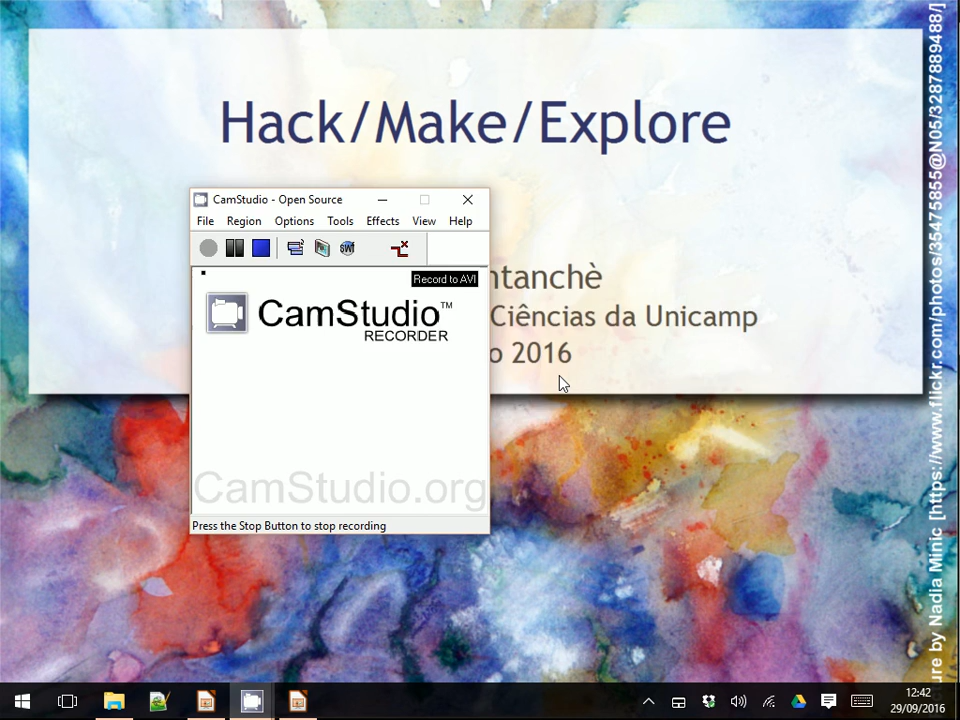 Hack/Make/Explore
CamStudio - Open Source
File Region Options Tools Effects View Help
SWf
Record to AVI
CamStudio™
RECORDER
CamStudio.org
Press the Stop Button to stop recording
ntanchè
Ciências da Unicamp
o 2016
ure by Nadia Minic [https://www.flickr.com/photos/35475855@N05/3287889488/]
12:42
29/09/2016